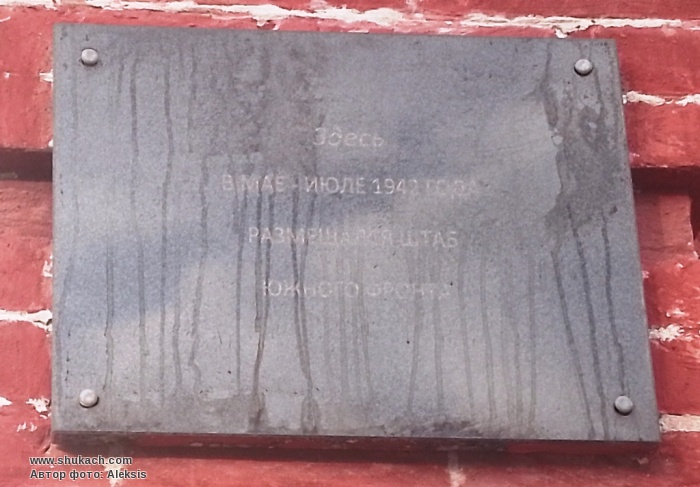 Здесь
В МАЕ - ИЮЛЕ 1942 ГОДА
РАЗМЕЩАЛСЯ ШТАБ
ЮЖНОГО ФРОНТА
www.shukach.com
Автор фото: Aleksis